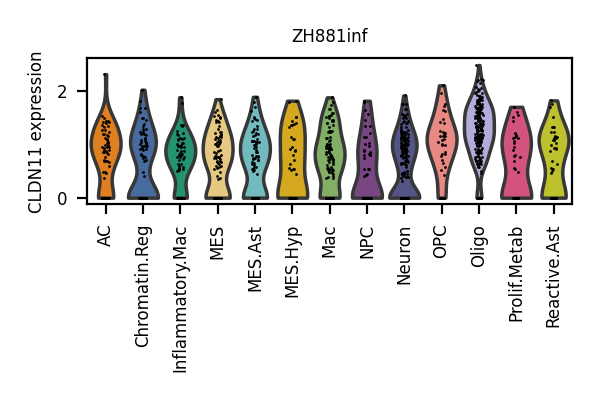 ZH881inf
CLDN11 expression
2
0
AC
Chromatin.Reg
Inflammatory.Mac
MES
MES.Ast
MES.Hyp
Mac
NPC
Neuron
OPC
Oligo
Prolif.Metab
Reactive.Ast